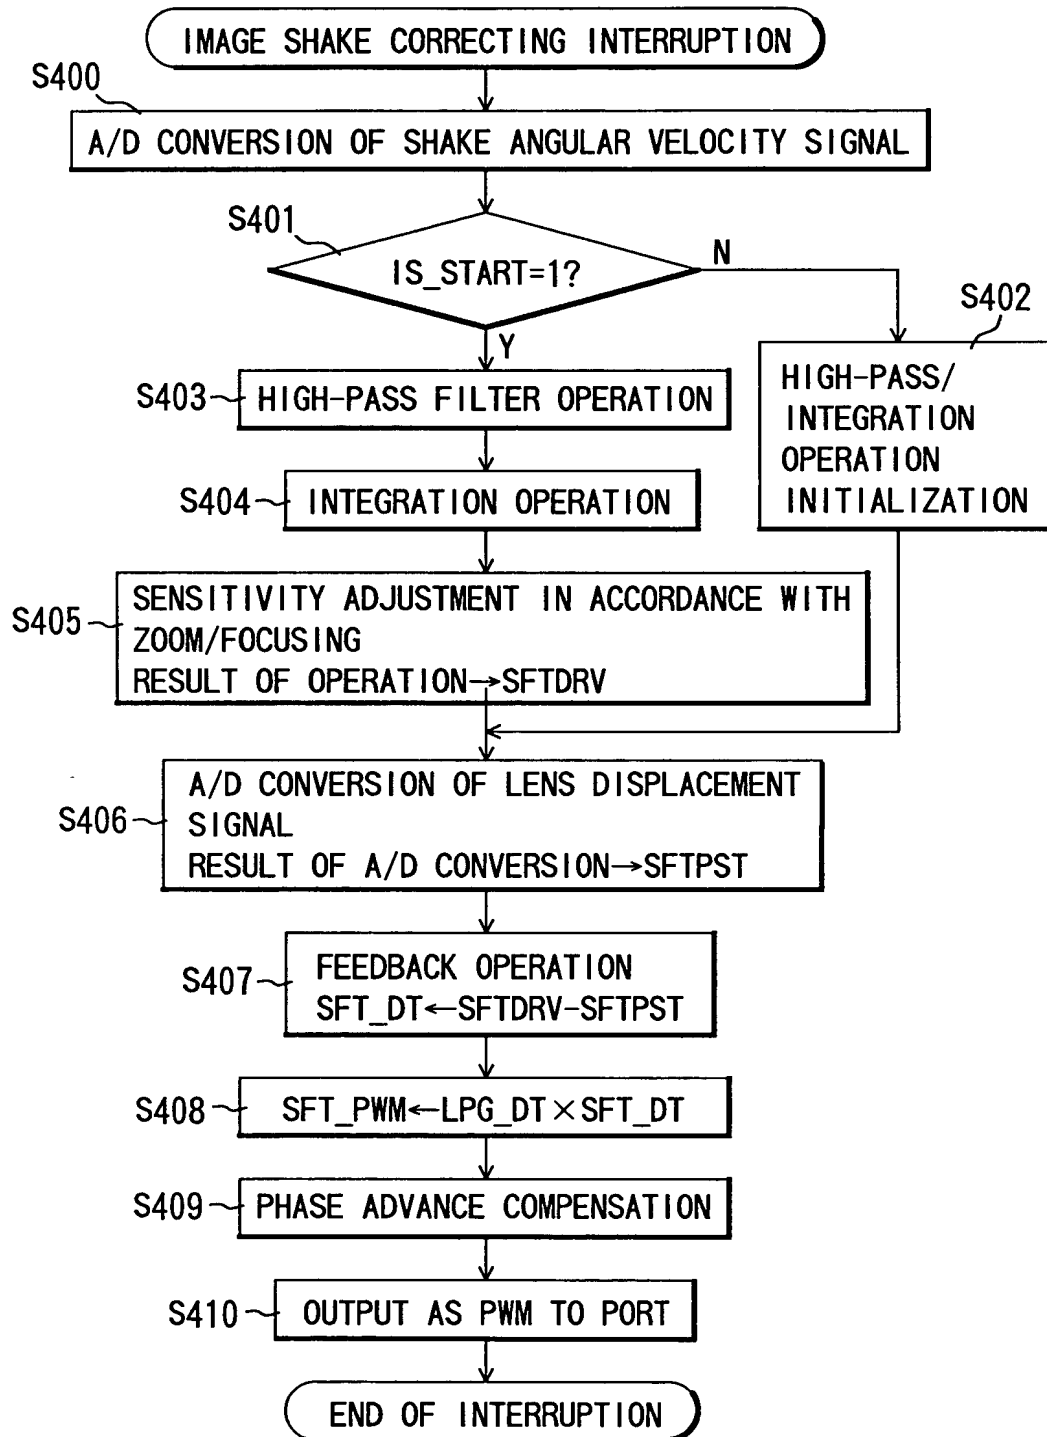 IMAGE SHAKE CORRECTING INTERRUPTION
S400
A/D CONVERSION OF SHAKE ANGULAR VELOCITY SIGNAL
S401
IS_START=1?
N
Y
S402
HIGH-PASS/
INTEGRATION
OPERATION
INITIALIZATION
S403
HIGH-PASS FILTER OPERATION
S404
INTEGRATION OPERATION
S405
SENSITIVITY ADJUSTMENT IN ACCORDANCE WITH
ZOOM/FOCUSING
RESULT OF OPERATION→SFTDRV
S406
A/D CONVERSION OF LENS DISPLACEMENT
SIGNAL
RESULT OF A/D CONVERSION→SFTPST
S407
FEEDBACK OPERATION
SFT_DT←SFTDRV-SFTPST
S408
SFT_PWM←LPG_DT×SFT_DT
S409
PHASE ADVANCE COMPENSATION
S410
OUTPUT AS PWM TO PORT
END OF INTERRUPTION